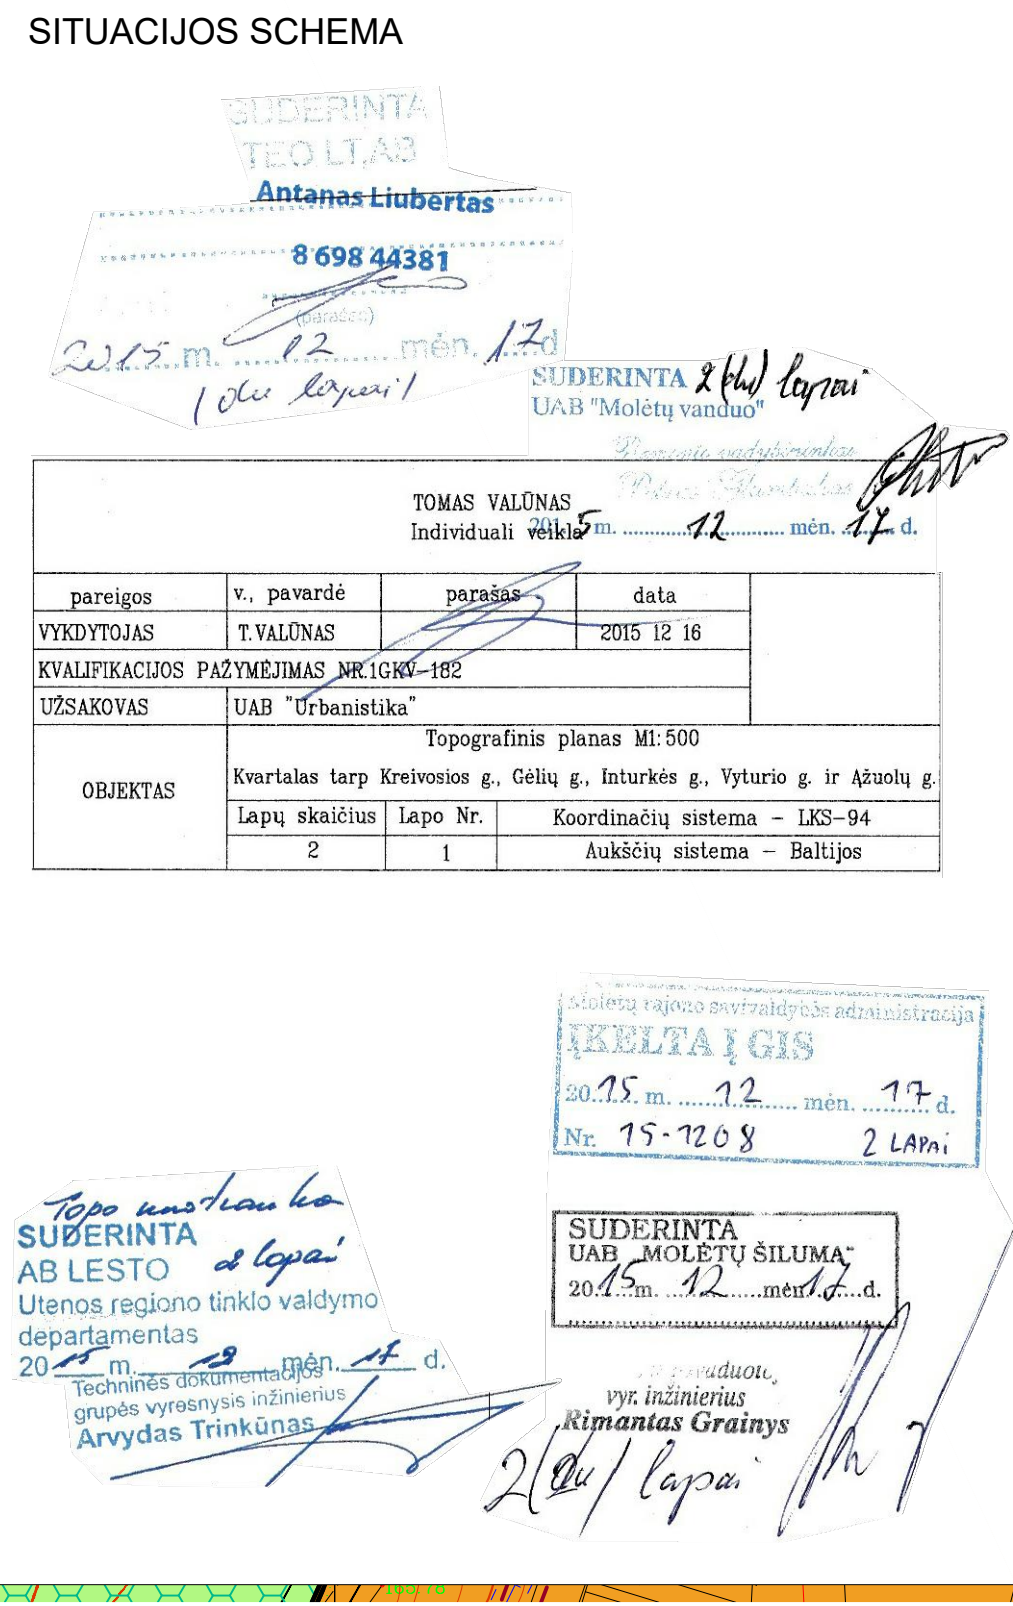 SITUACIJOS SCHEMA
SUDERINTA
TEO LT, AB
Antanas Liubertas
8 698 44381
(parašas)
2015 m. 12 mėn. 17 d
/du lapai/
SUDERINTA 2 (du) lapai
UAB "Molėtų vanduo"
TOMAS VALŪNAS
Individuali veikla
2015 m. 12 mėn. 17 d.
pareigos v., pavardė parašas data
VYKDYTOJAS T.VALŪNAS 2015 12 16
KVALIFIKACIJOS PAŽYMĖJIMAS NR.1GKV-182
UŽSAKOVAS UAB "Urbanistika"
OBJEKTAS
Topografinis planas M1:500
Kvartalas tarp Kreivosios g., Gėlių g., Inturkės g., Vyturio g. ir Ąžuolų g.
Lapų skaičius Lapo Nr. Koordinačių sistema – LKS-94
2 1 Aukščių sistema – Baltijos
Molėtų rajono savivaldybės administracija
ĮKELTA Į GIS
2015 m. 12 mėn. 17 d.
Nr. 15-1208 2 LAPAI
Topo nuotrauka
SUDERINTA
AB LESTO 2 lapai
Utenos regiono tinklo valdymo
departamentas
2015 m. 12 mėn. 17 d.
Techninės dokumentacijos
grupės vyresnysis inžinierius
Arvydas Trinkūnas
SUDERINTA
UAB „MOLĖTŲ ŠILUMA"
2015 m. 12 mėn 17 d.
vyr. inžinierius
Rimantas Grainys
2 (du) lapai
165.78